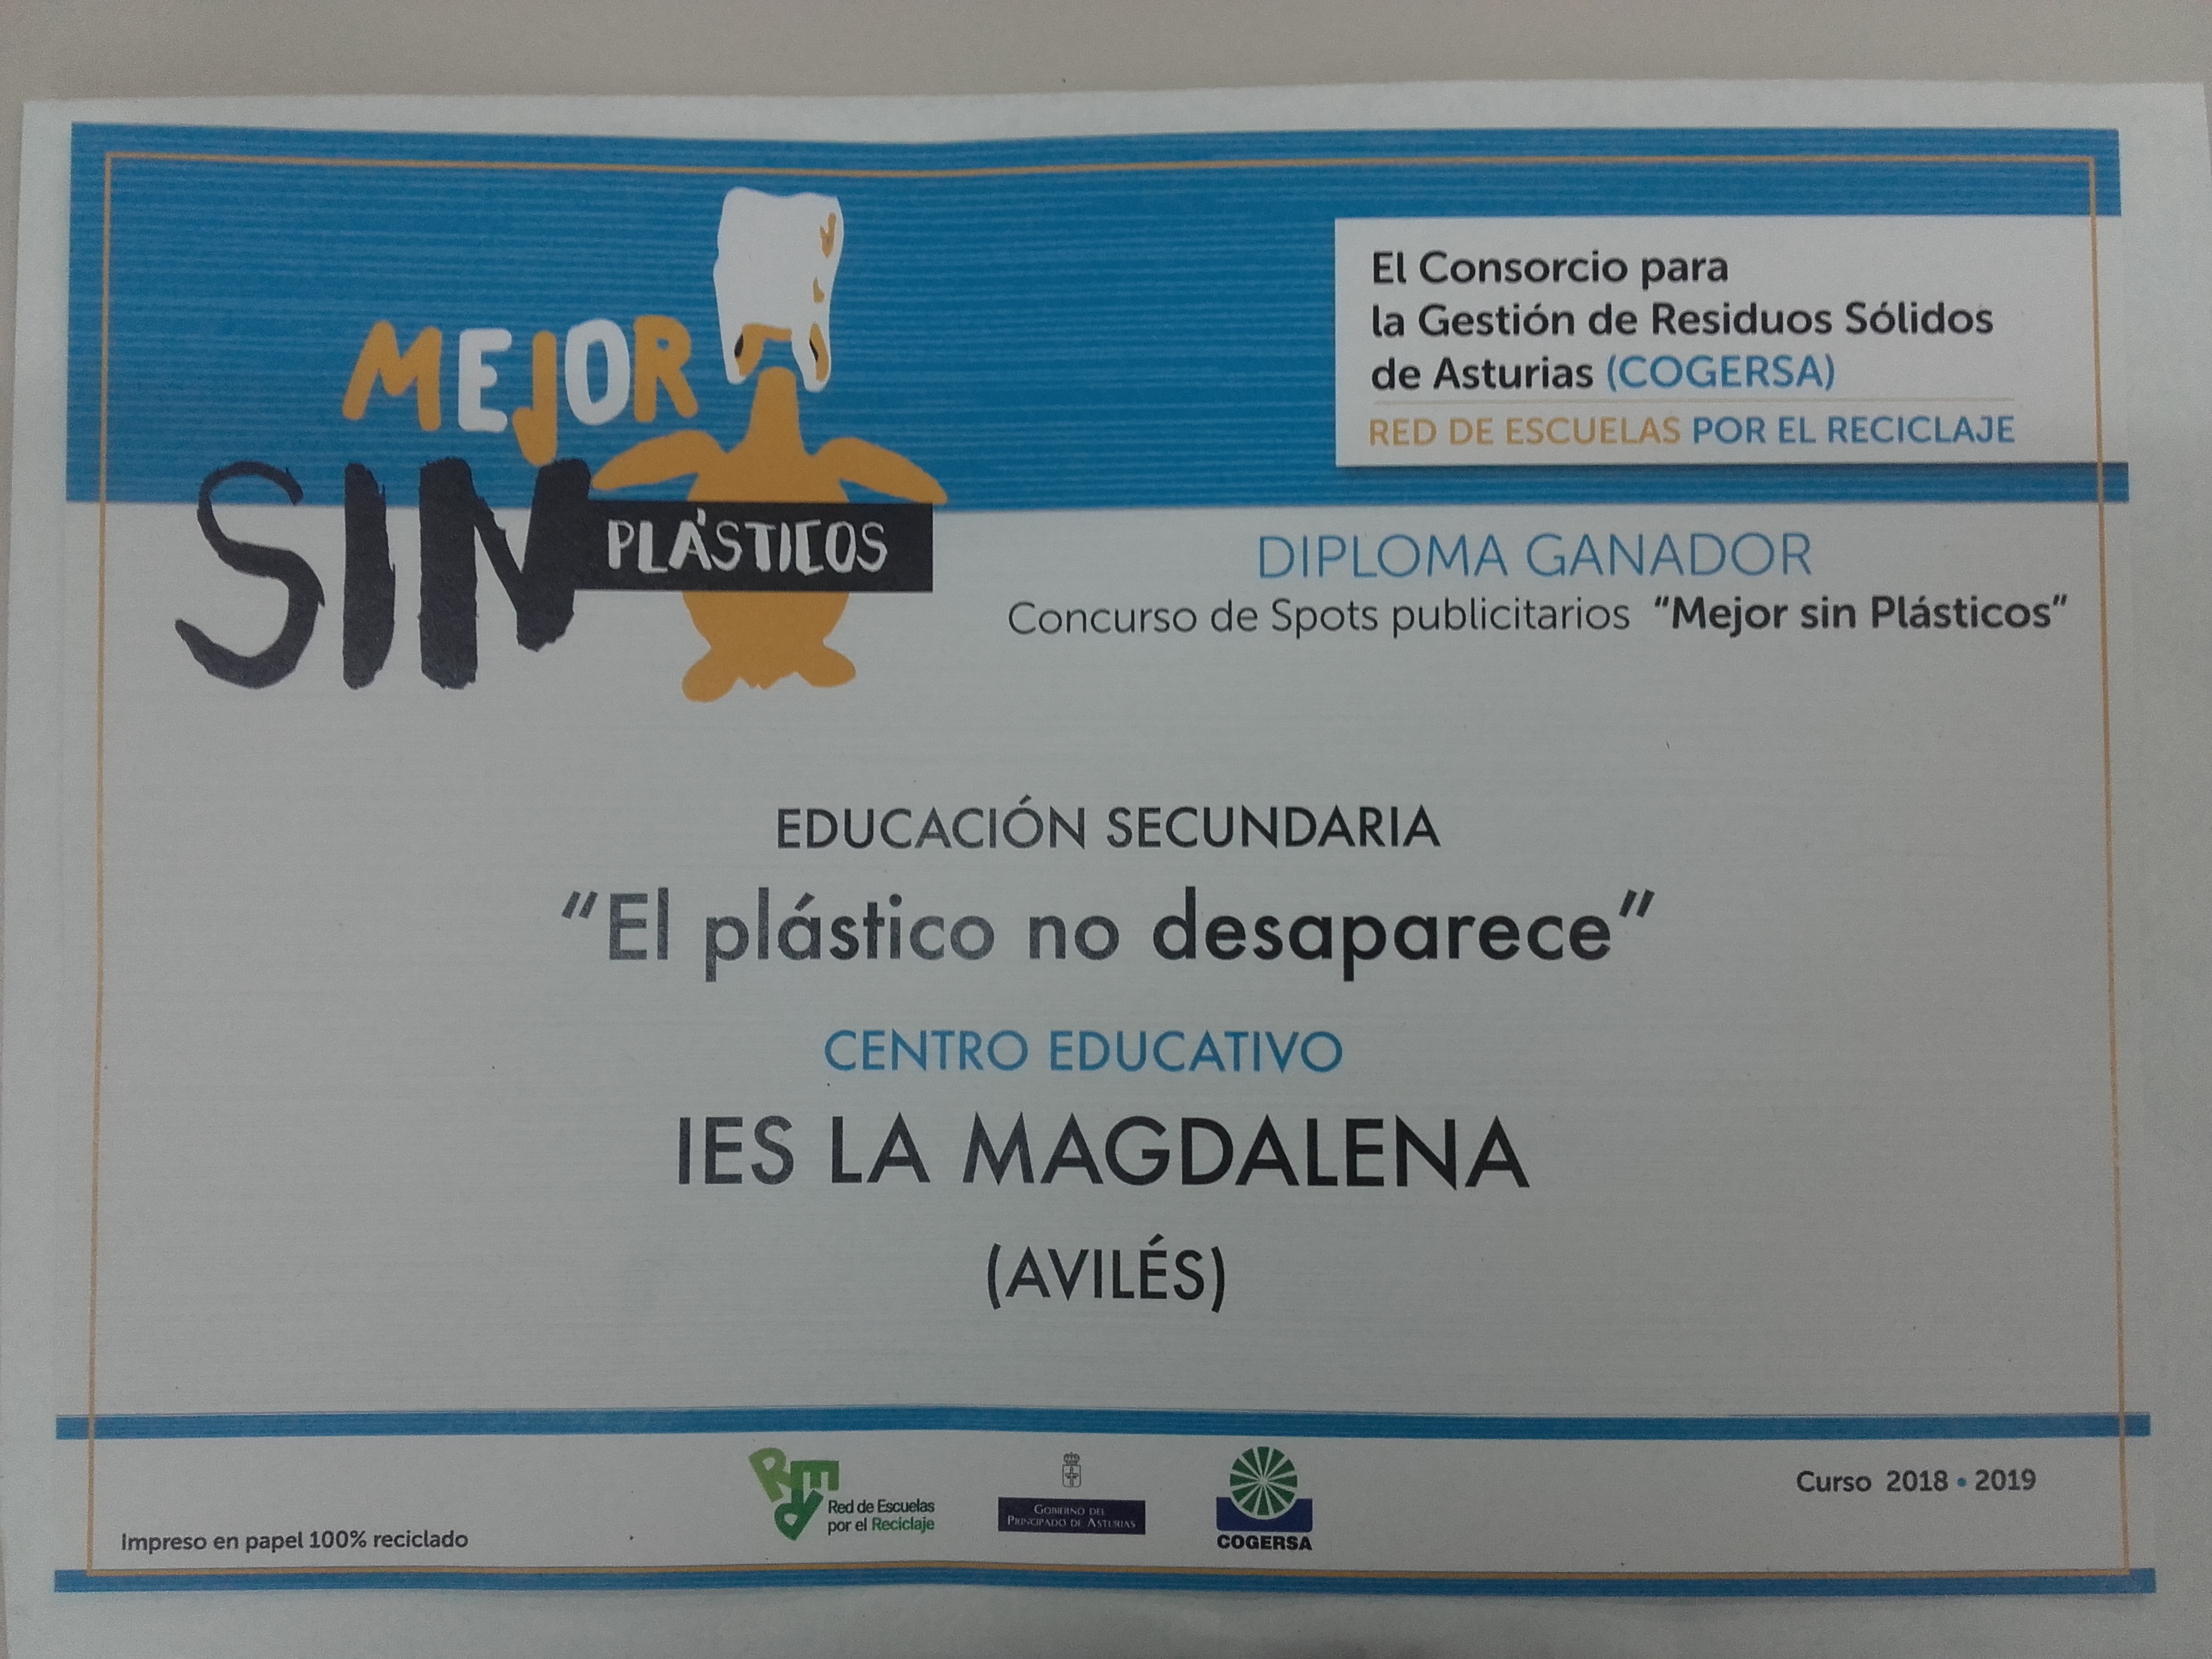 MEJOR
SIN
PLÁSTICOS
El Consorcio para
la Gestión de Residuos Sólidos
de Asturias (COGERSA)
RED DE ESCUELAS POR EL RECICLAJE
DIPLOMA GANADOR
Concurso de Spots publicitarios “Mejor sin Plásticos”
EDUCACIÓN SECUNDARIA
“El plástico no desaparece”
CENTRO EDUCATIVO
IES LA MAGDALENA
(AVILÉS)
Impreso en papel 100% reciclado
Red de Escuelas
por el Reciclaje
GOBIERNO DEL
PRINCIPADO DE ASTURIAS
COGERSA
Curso 2018 • 2019